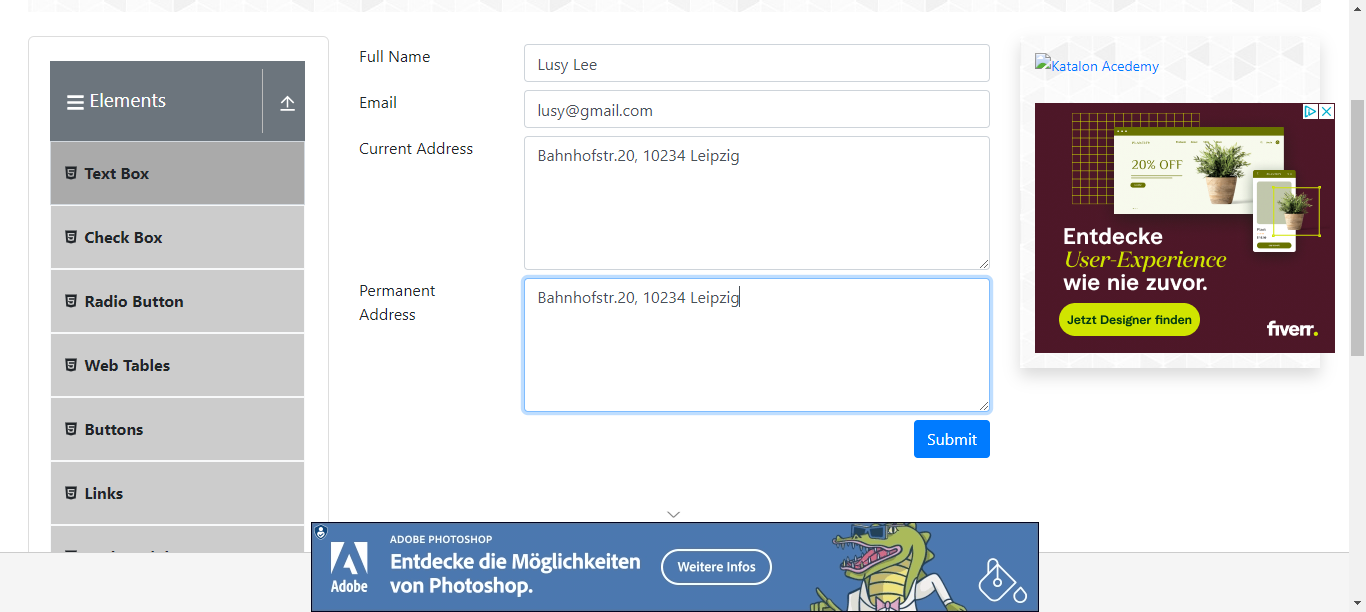 Elements
Text Box
Check Box
Radio Button
Web Tables
Buttons
Links
Full Name
Lusy Lee
Email
lusy@gmail.com
Current Address
Bahnhofstr.20, 10234 Leipzig
Permanent
Address
Bahnhofstr.20, 10234 Leipzig
Submit
Katalon Acedemy
20% OFF
Entdecke
User-Experience
wie nie zuvor.
Jetzt Designer finden
fiverr.
Adobe
ADOBE PHOTOSHOP
Entdecke die Möglichkeiten
von Photoshop.
Weitere Infos